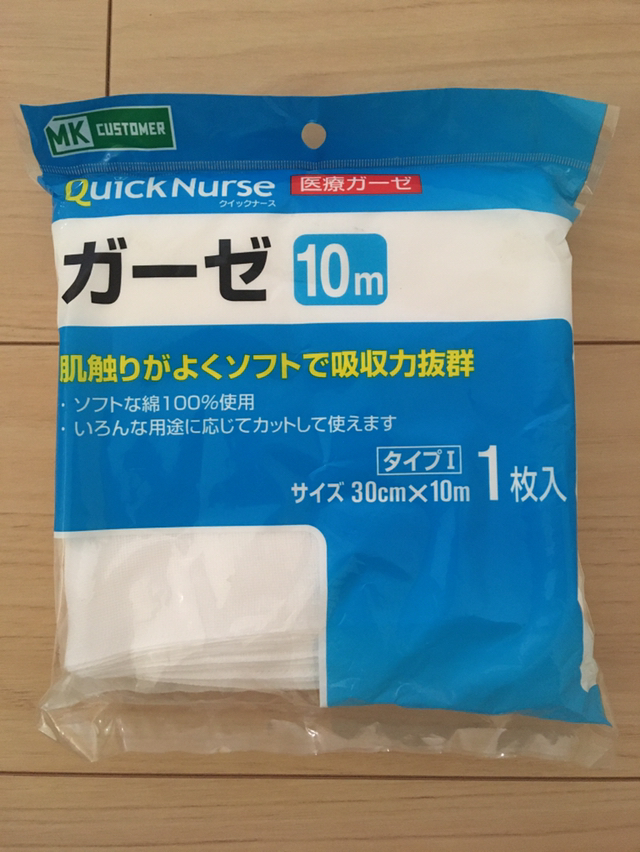 MK CUSTOMER
QuickNurse 医療ガーゼ
クイックナース
ガーゼ 10m
肌触りがよくソフトで吸収力抜群
・ソフトな綿100%使用
・いろんな用途に応じてカットして使えます
タイプI
サイズ 30cm×10m 1枚入